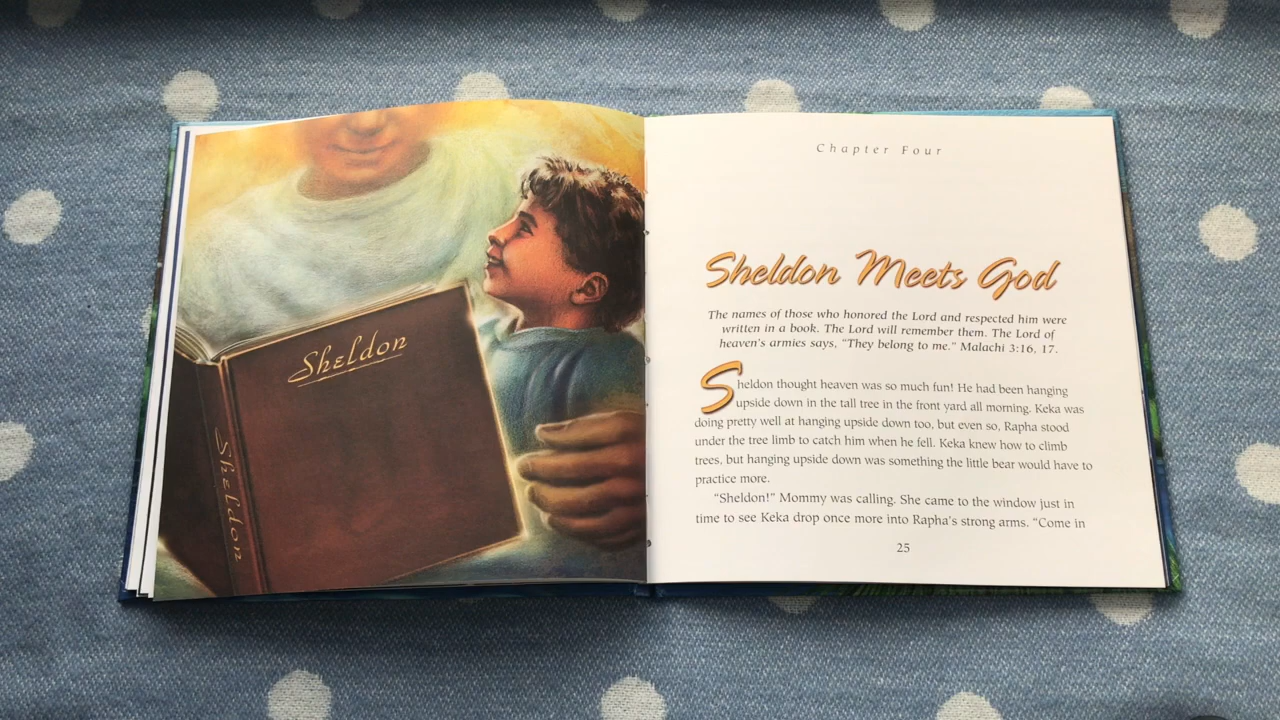 Sheldon
Sheldon
Chapter Four
Sheldon Meets God
The names of those who honored the Lord and respected him were
written in a book. The Lord will remember them. The Lord of
heaven's armies says, "They belong to me." Malachi 3:16, 17.
Sheldon thought heaven was so much fun! He had been hanging
upside down in the tall tree in the front yard all morning. Keka was
doing pretty well at hanging upside down too, but even so, Rapha stood
under the tree limb to catch him when he fell. Keka knew how to climb
trees, but hanging upside down was something the little bear would have to
practice more.
"Sheldon!" Mommy was calling. She came to the window just in
time to see Keka drop once more into Rapha's strong arms. "Come in
25